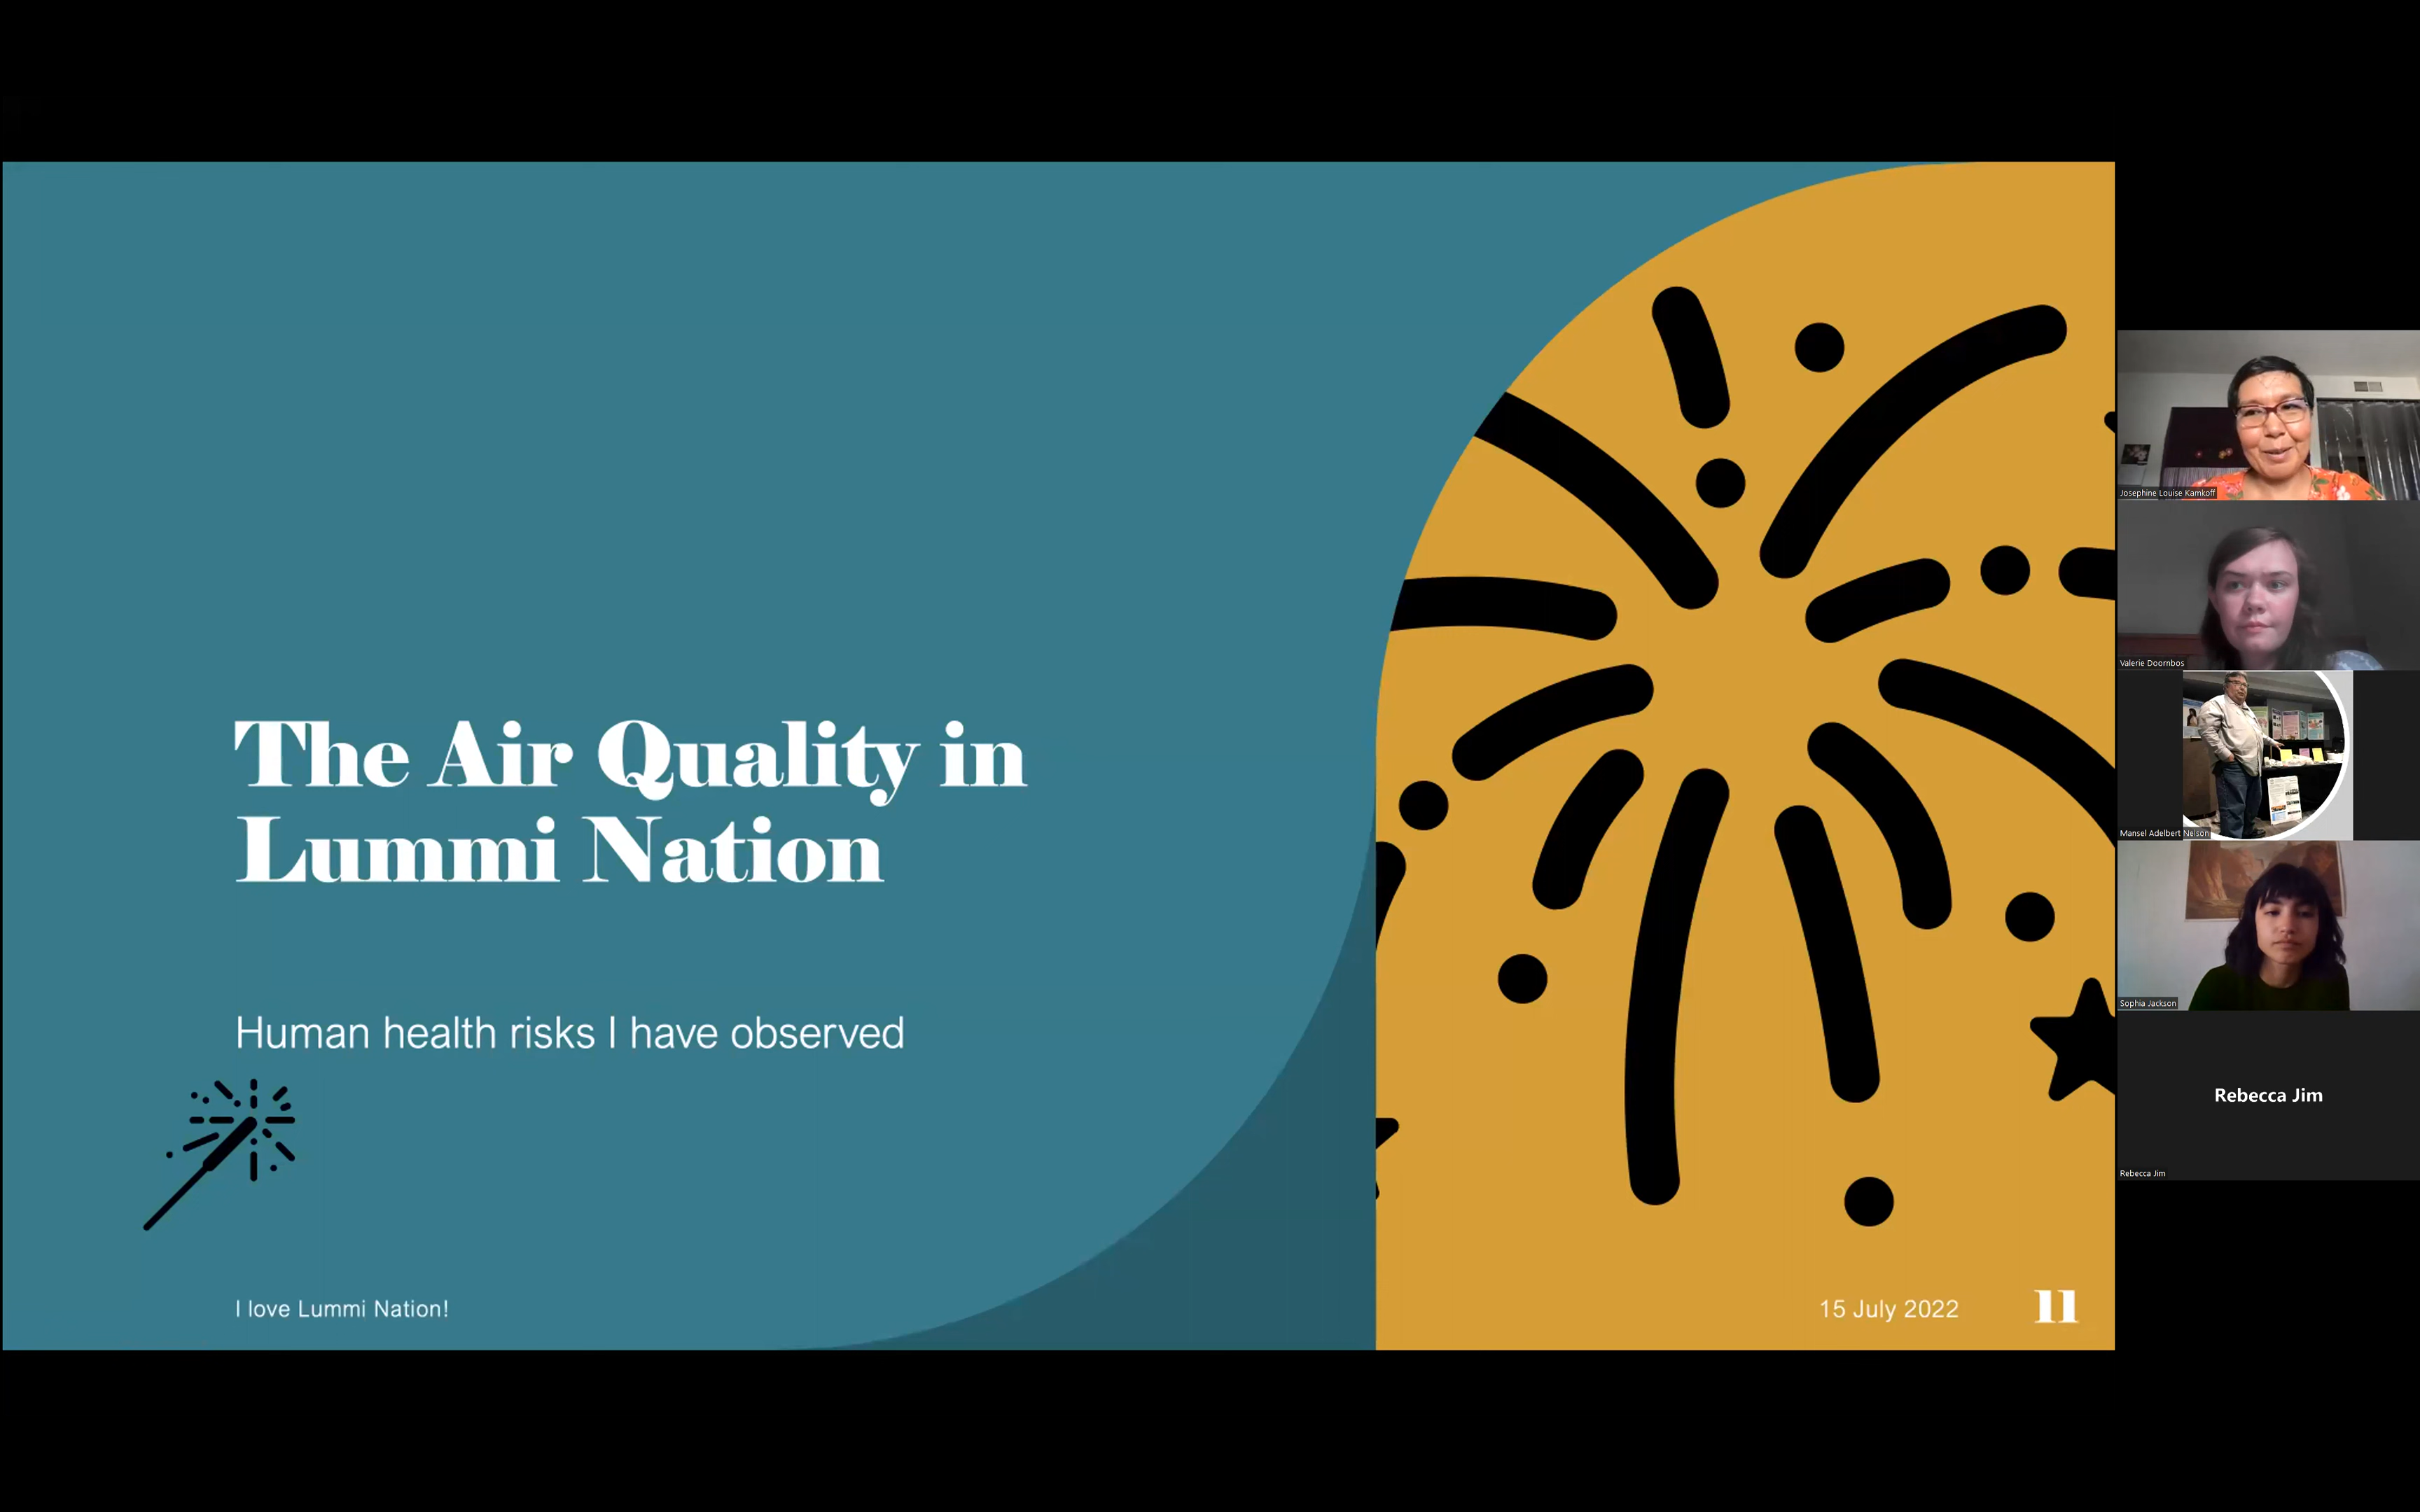 The Air Quality in
Lummi Nation
Human health risks I have observed
I love Lummi Nation!
15 July 2022
11
Josephine Louise Kamkoff
Valerie Doornbos
Mansel Adelbert Nelson
Sophia Jackson
Rebecca Jim
Rebecca Jim